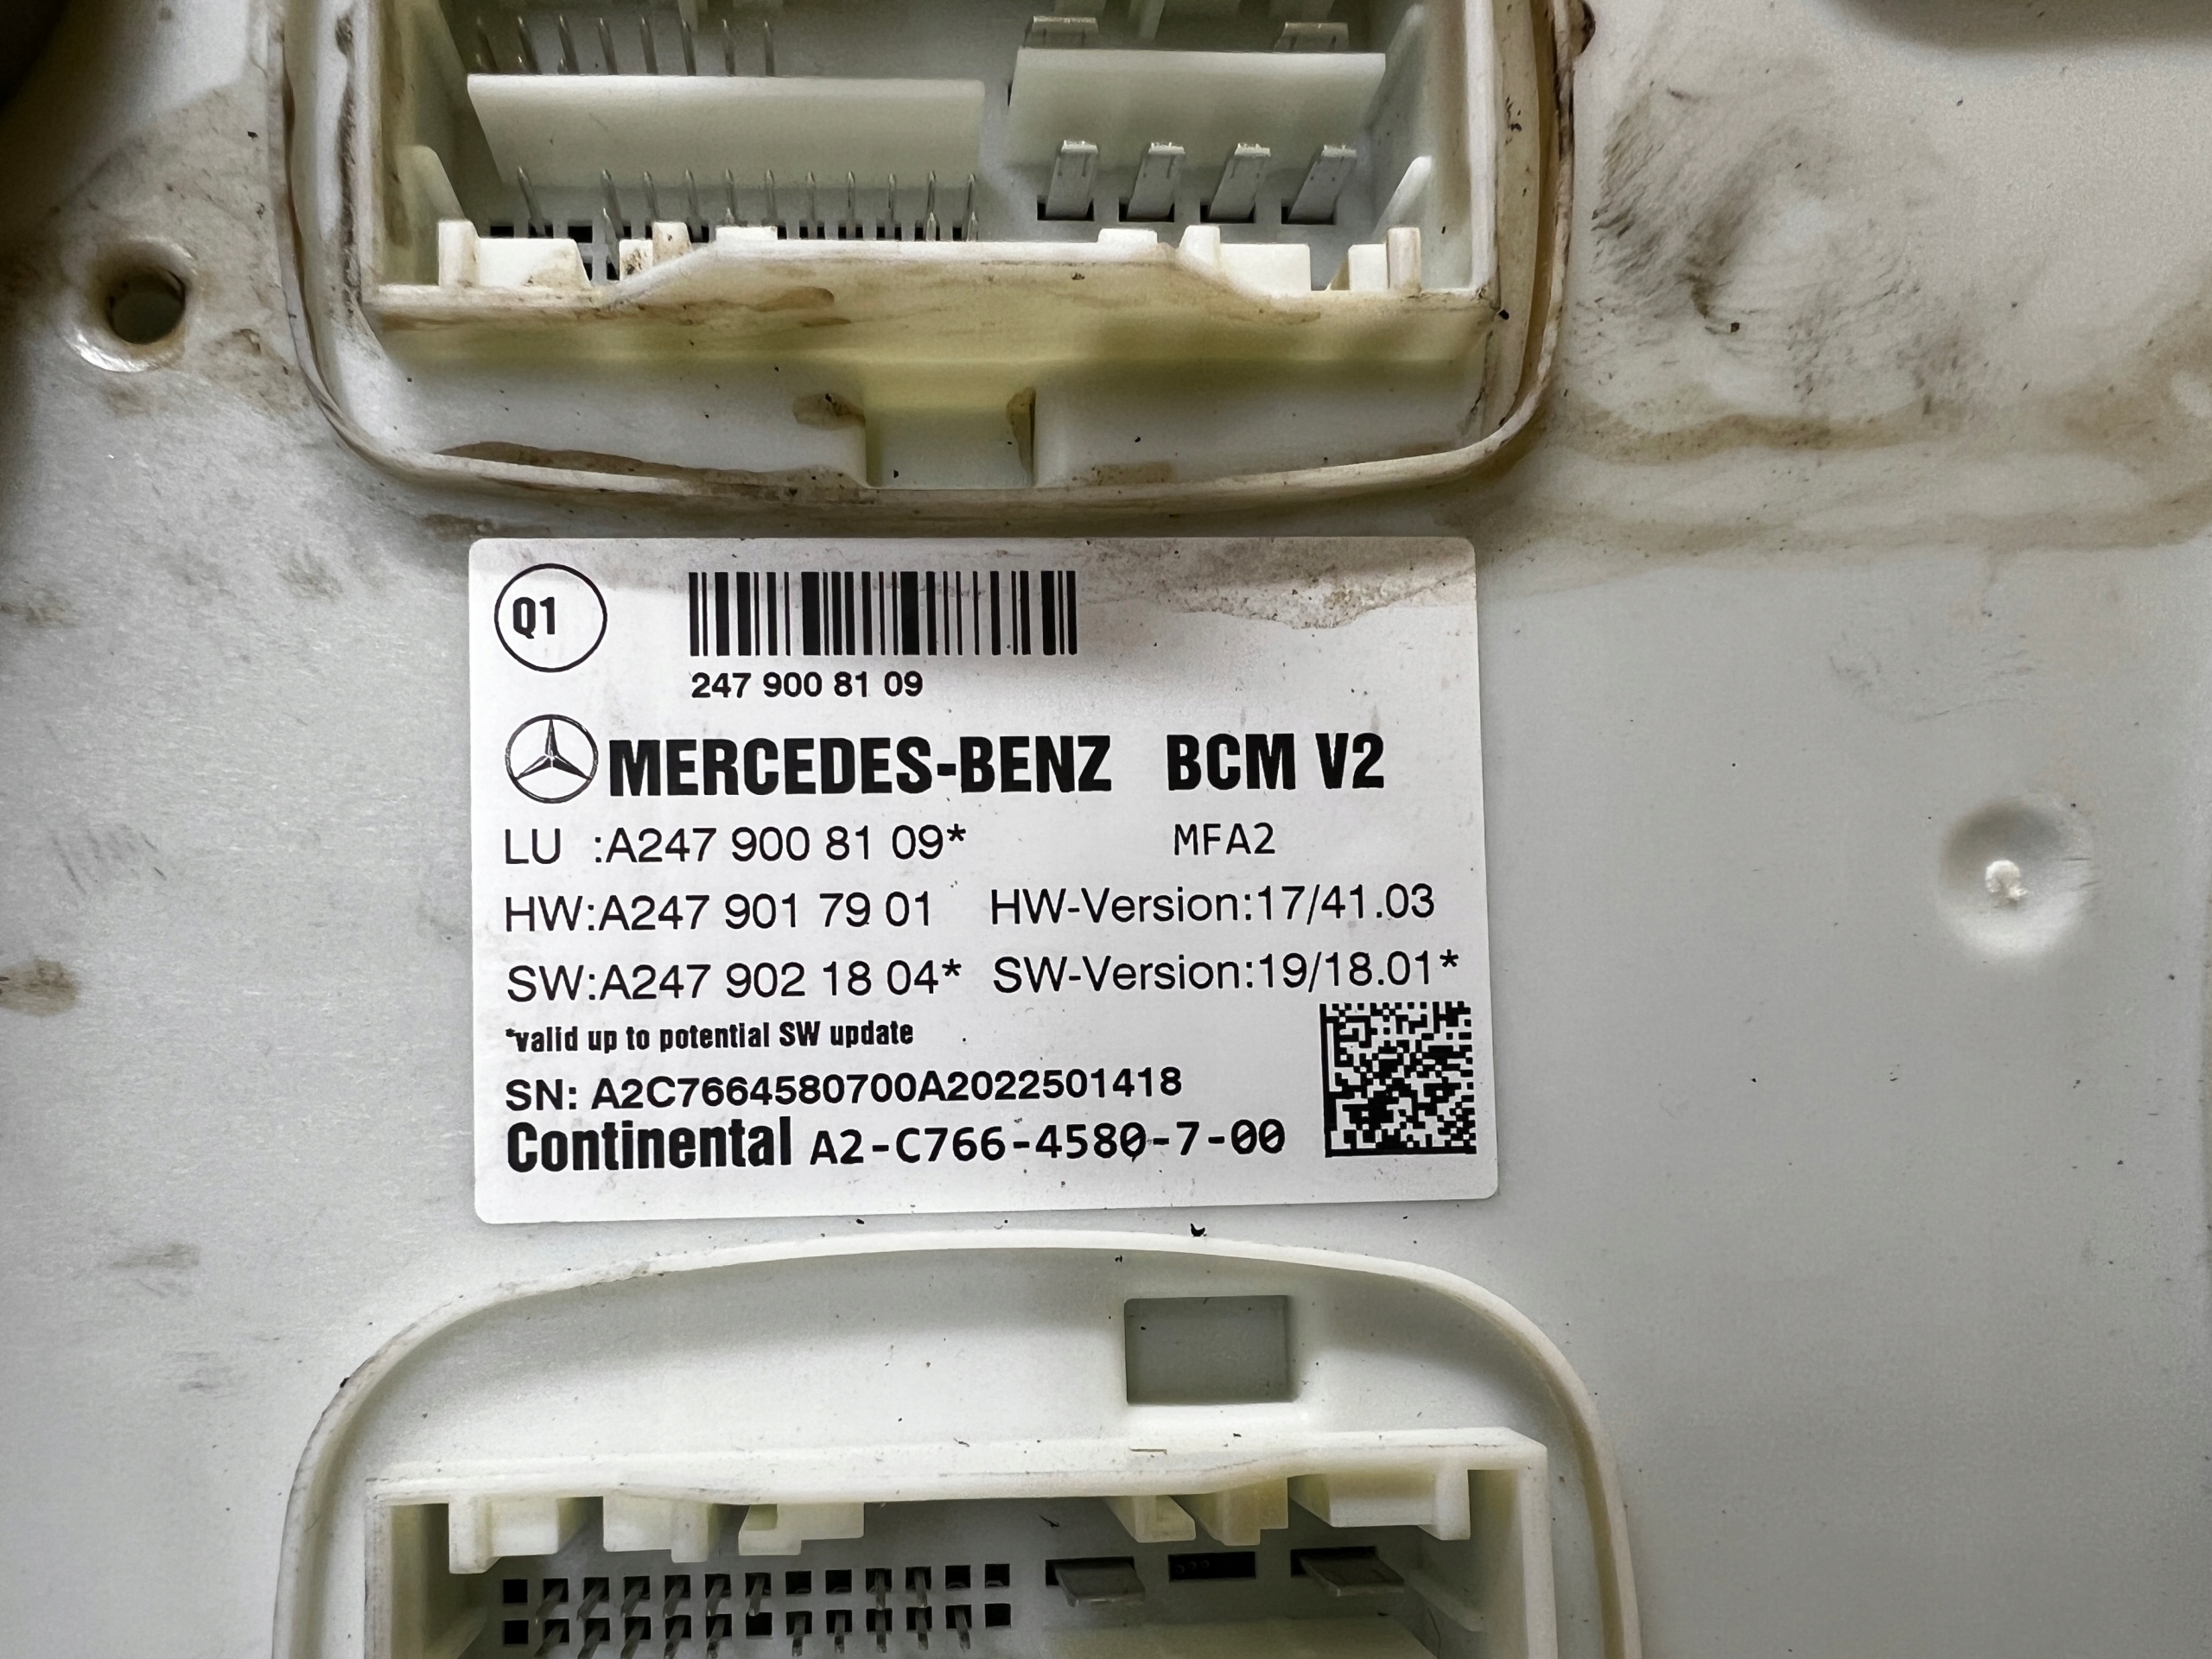 Q1
247 900 81 09
MERCEDES-BENZ BCM V2
LU :A247 900 81 09* MFA2
HW:A247 901 79 01 HW-Version:17/41.03
SW:A247 902 18 04* SW-Version:19/18.01*
*valid up to potential SW update
SN: A2C7664580700A2022501418
Continental A2-C766-4580-7-00